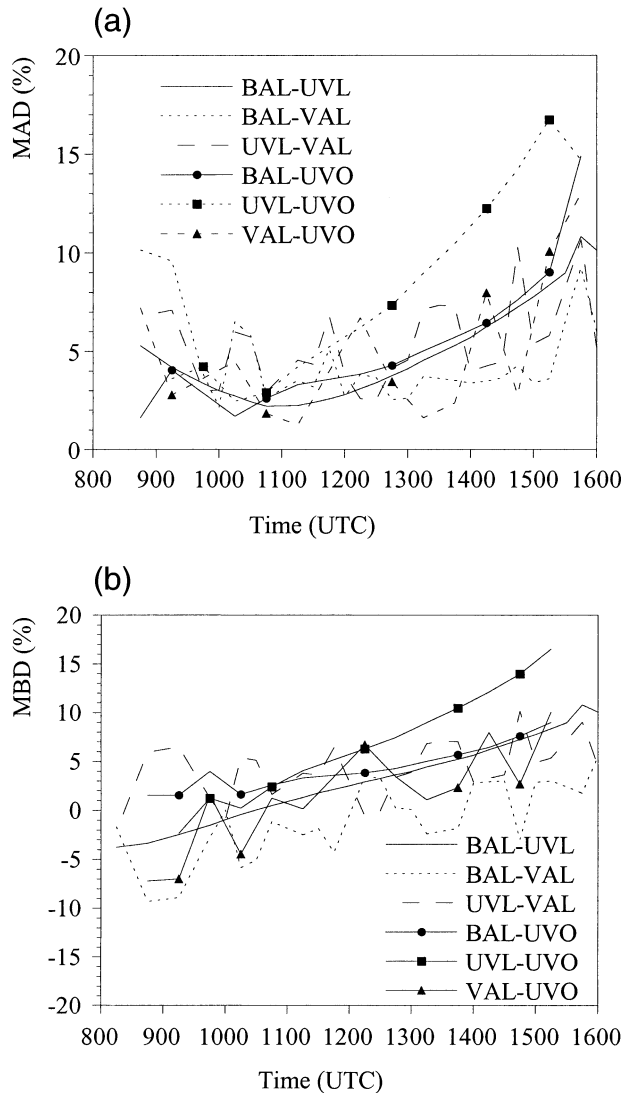 (a)
20
15
10
5
0
MAD (%)
BAL-UVL
BAL-VAL
UVL-VAL
BAL-UVO
UVL-UVO
VAL-UVO
800 900 1000 1100 1200 1300 1400 1500 1600
Time (UTC)
(b)
20
15
10
5
0
-5
-10
-15
-20
MBD (%)
BAL-UVL
BAL-VAL
UVL-VAL
BAL-UVO
UVL-UVO
VAL-UVO
800 900 1000 1100 1200 1300 1400 1500 1600
Time (UTC)